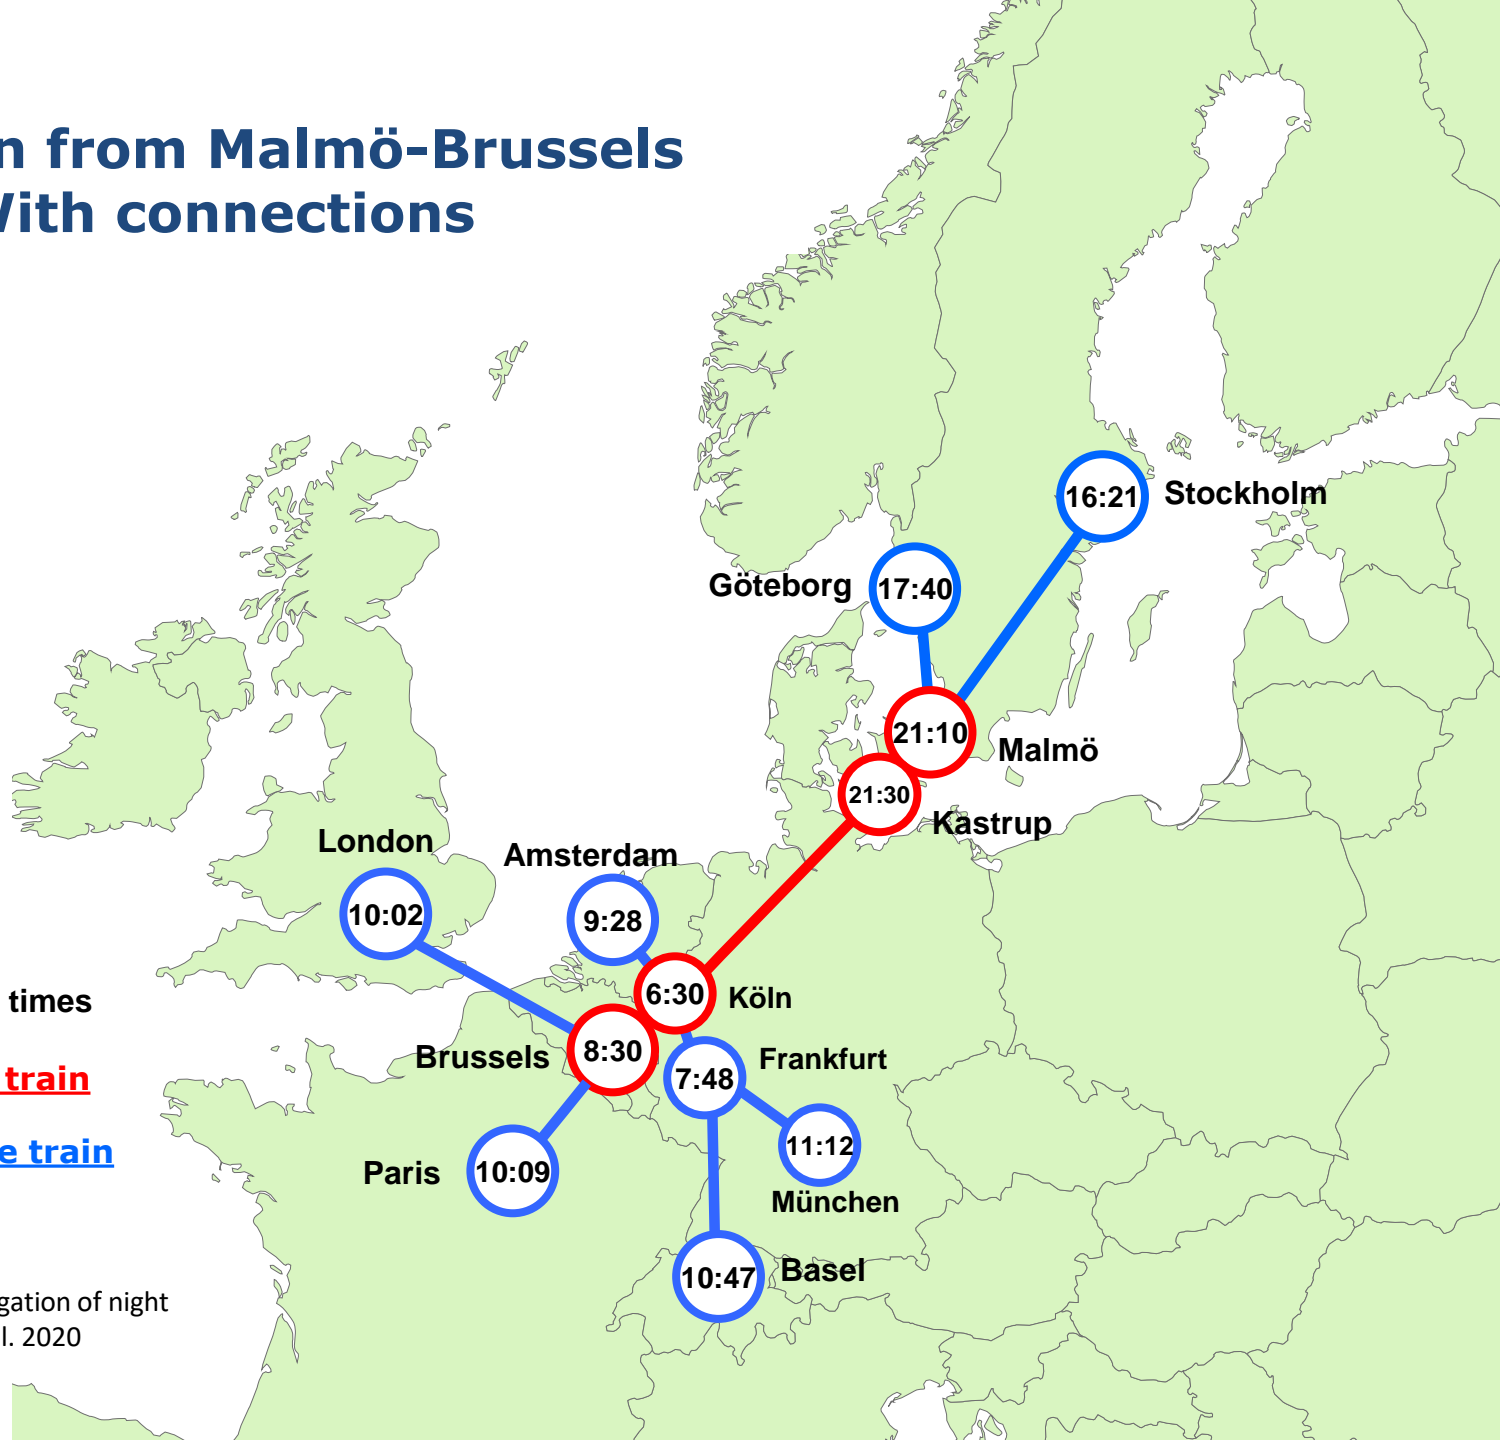 n from Malmö-Brussels
With connections
16:21 Stockholm
Göteborg 17:40
21:10
Malmö
21:30
Kastrup
London
Amsterdam
10:02
9:28
6:30 Köln
times
Brussels 8:30
Frankfurt
7:48
train
11:12
e train
Paris 10:09
München
10:47 Basel
gation of night
l. 2020